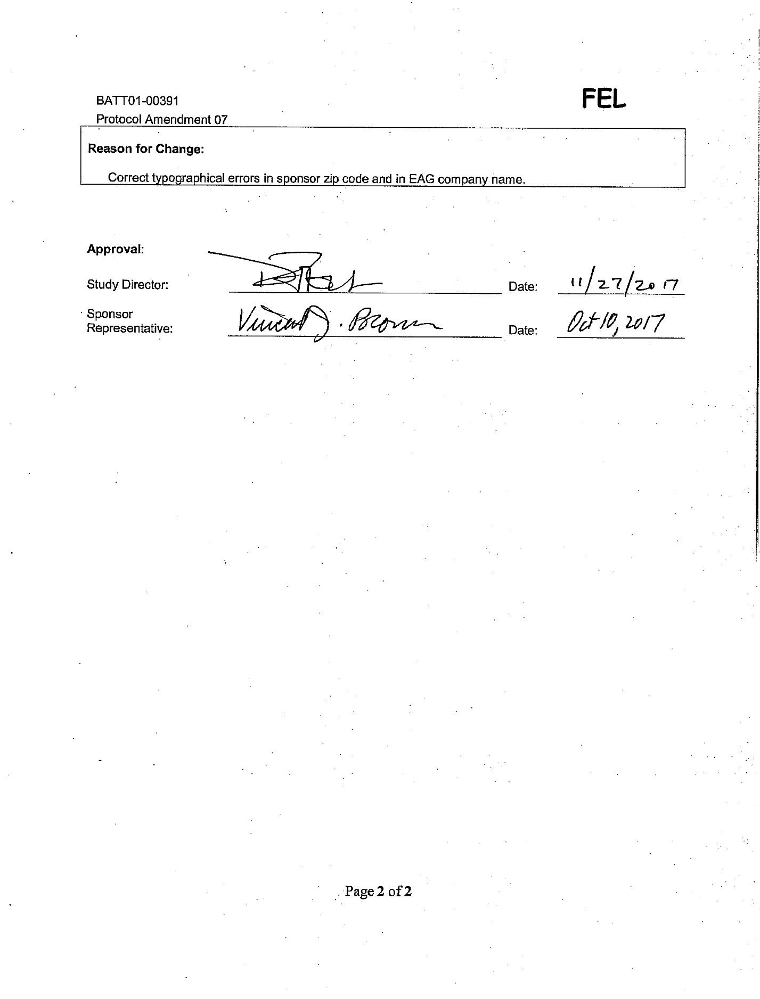 BATT01-00391
FEL
Protocol Amendment 07
Reason for Change:
Correct typographical errors in sponsor zip code and in EAG company name.
Approval:
Study Director:
Date: 11/27/2017
Sponsor
Representative: Vincent J. Brown
Date: Oct 10, 2017
Page 2 of 2